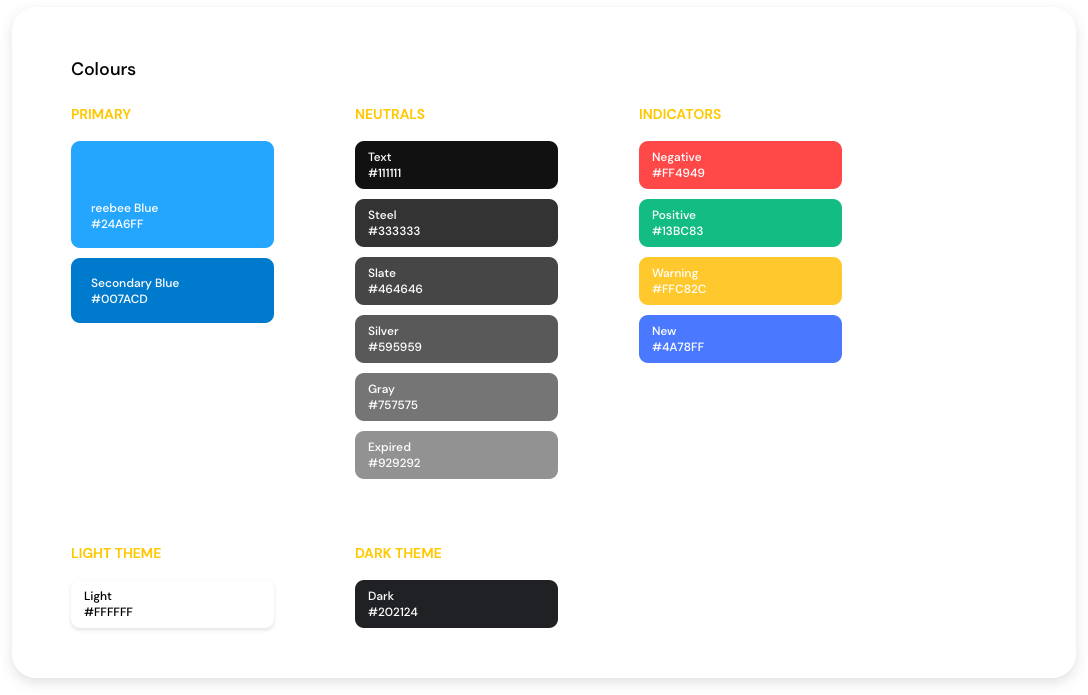 Colours
PRIMARY
reebee Blue
#24A6FF
Secondary Blue
#007ACD
NEUTRALS
Text
#111111
Steel
#333333
Slate
#464646
Silver
#595959
Gray
#757575
Expired
#929292
INDICATORS
Negative
#FF4949
Positive
#13BC83
Warning
#FFC82C
New
#4A78FF
LIGHT THEME
Light
#FFFFFF
DARK THEME
Dark
#202124